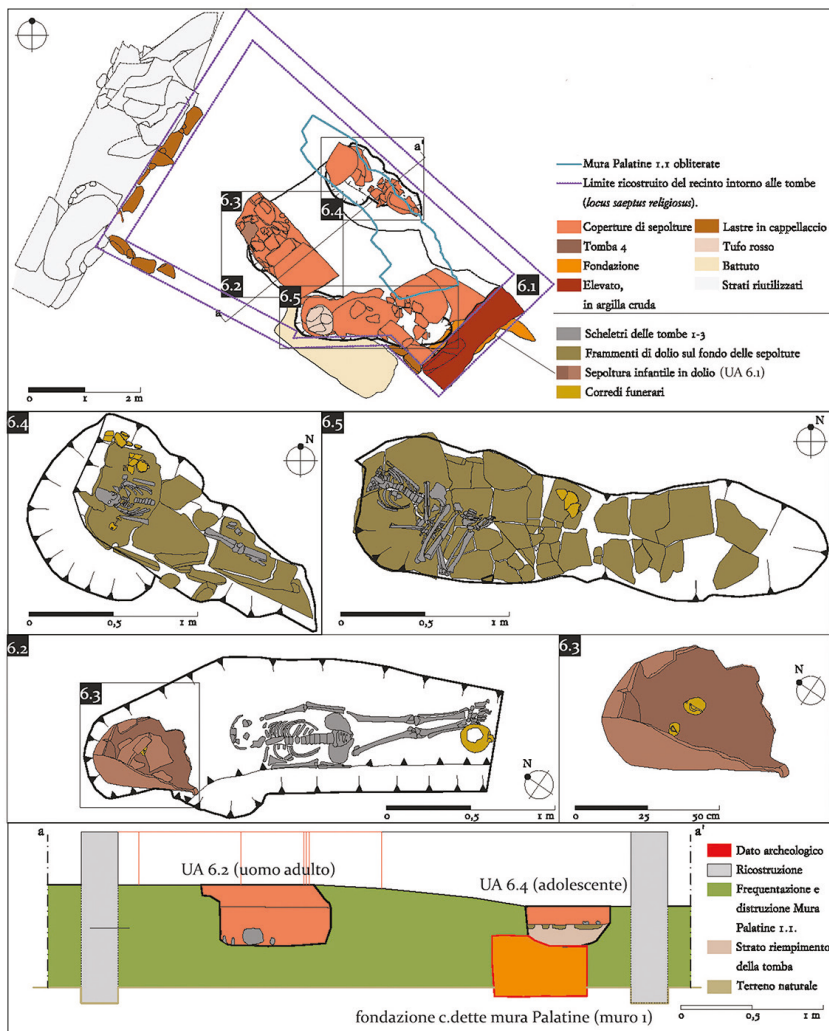 a'
6.3
6.4
6.2
6.5
6.1
a
0 1 2 m
Mura Palatine 1.1 obliterate
Limite ricostruito del recinto intorno alle tombe
(locus saeptus religiosus).
Coperture di sepolture
Lastre in cappellaccio
Tomba 4
Tufo rosso
Fondazione
Battuto
Elevato,
in argilla cruda
Strati riutilizzati
Scheletri delle tombe 1-3
Frammenti di dolio sul fondo delle sepolture
Sepoltura infantile in dolio (UA 6.1)
Corredi funerari
6.4
N
0 0,5 1 m
6.5
N
0 0,5 1 m
6.2
6.3
N
0 0,5 1 m
6.3
N
0 25 50 cm
a
a'
UA 6.2 (uomo adulto)
UA 6.4 (adolescente)
fondazione c.dette mura Palatine (muro 1)
Dato archeologico
Ricostruzione
Frequentazione e
distruzione Mura
Palatine 1.1.
Strato riempimento
della tomba
Terreno naturale
0 0,5 1 m